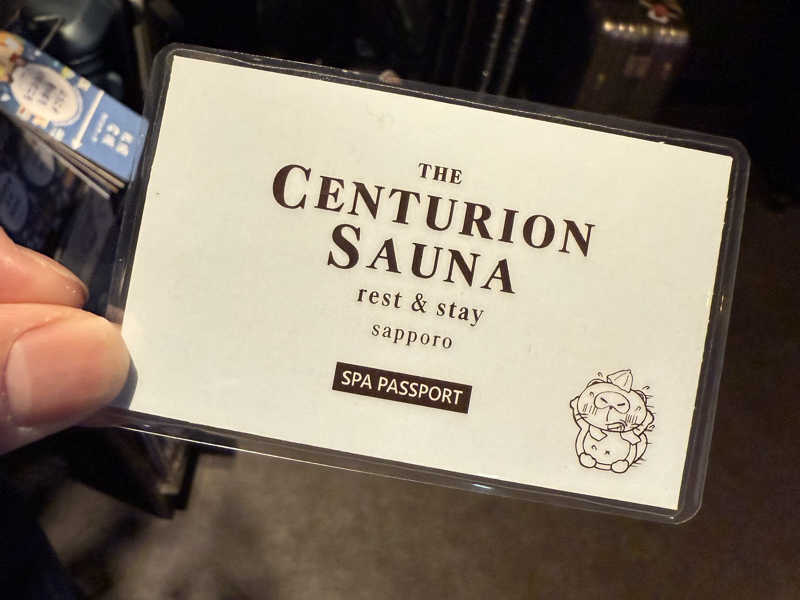 THE
CENTURION
SAUNA
rest & stay
sapporo
SPA PASSPORT